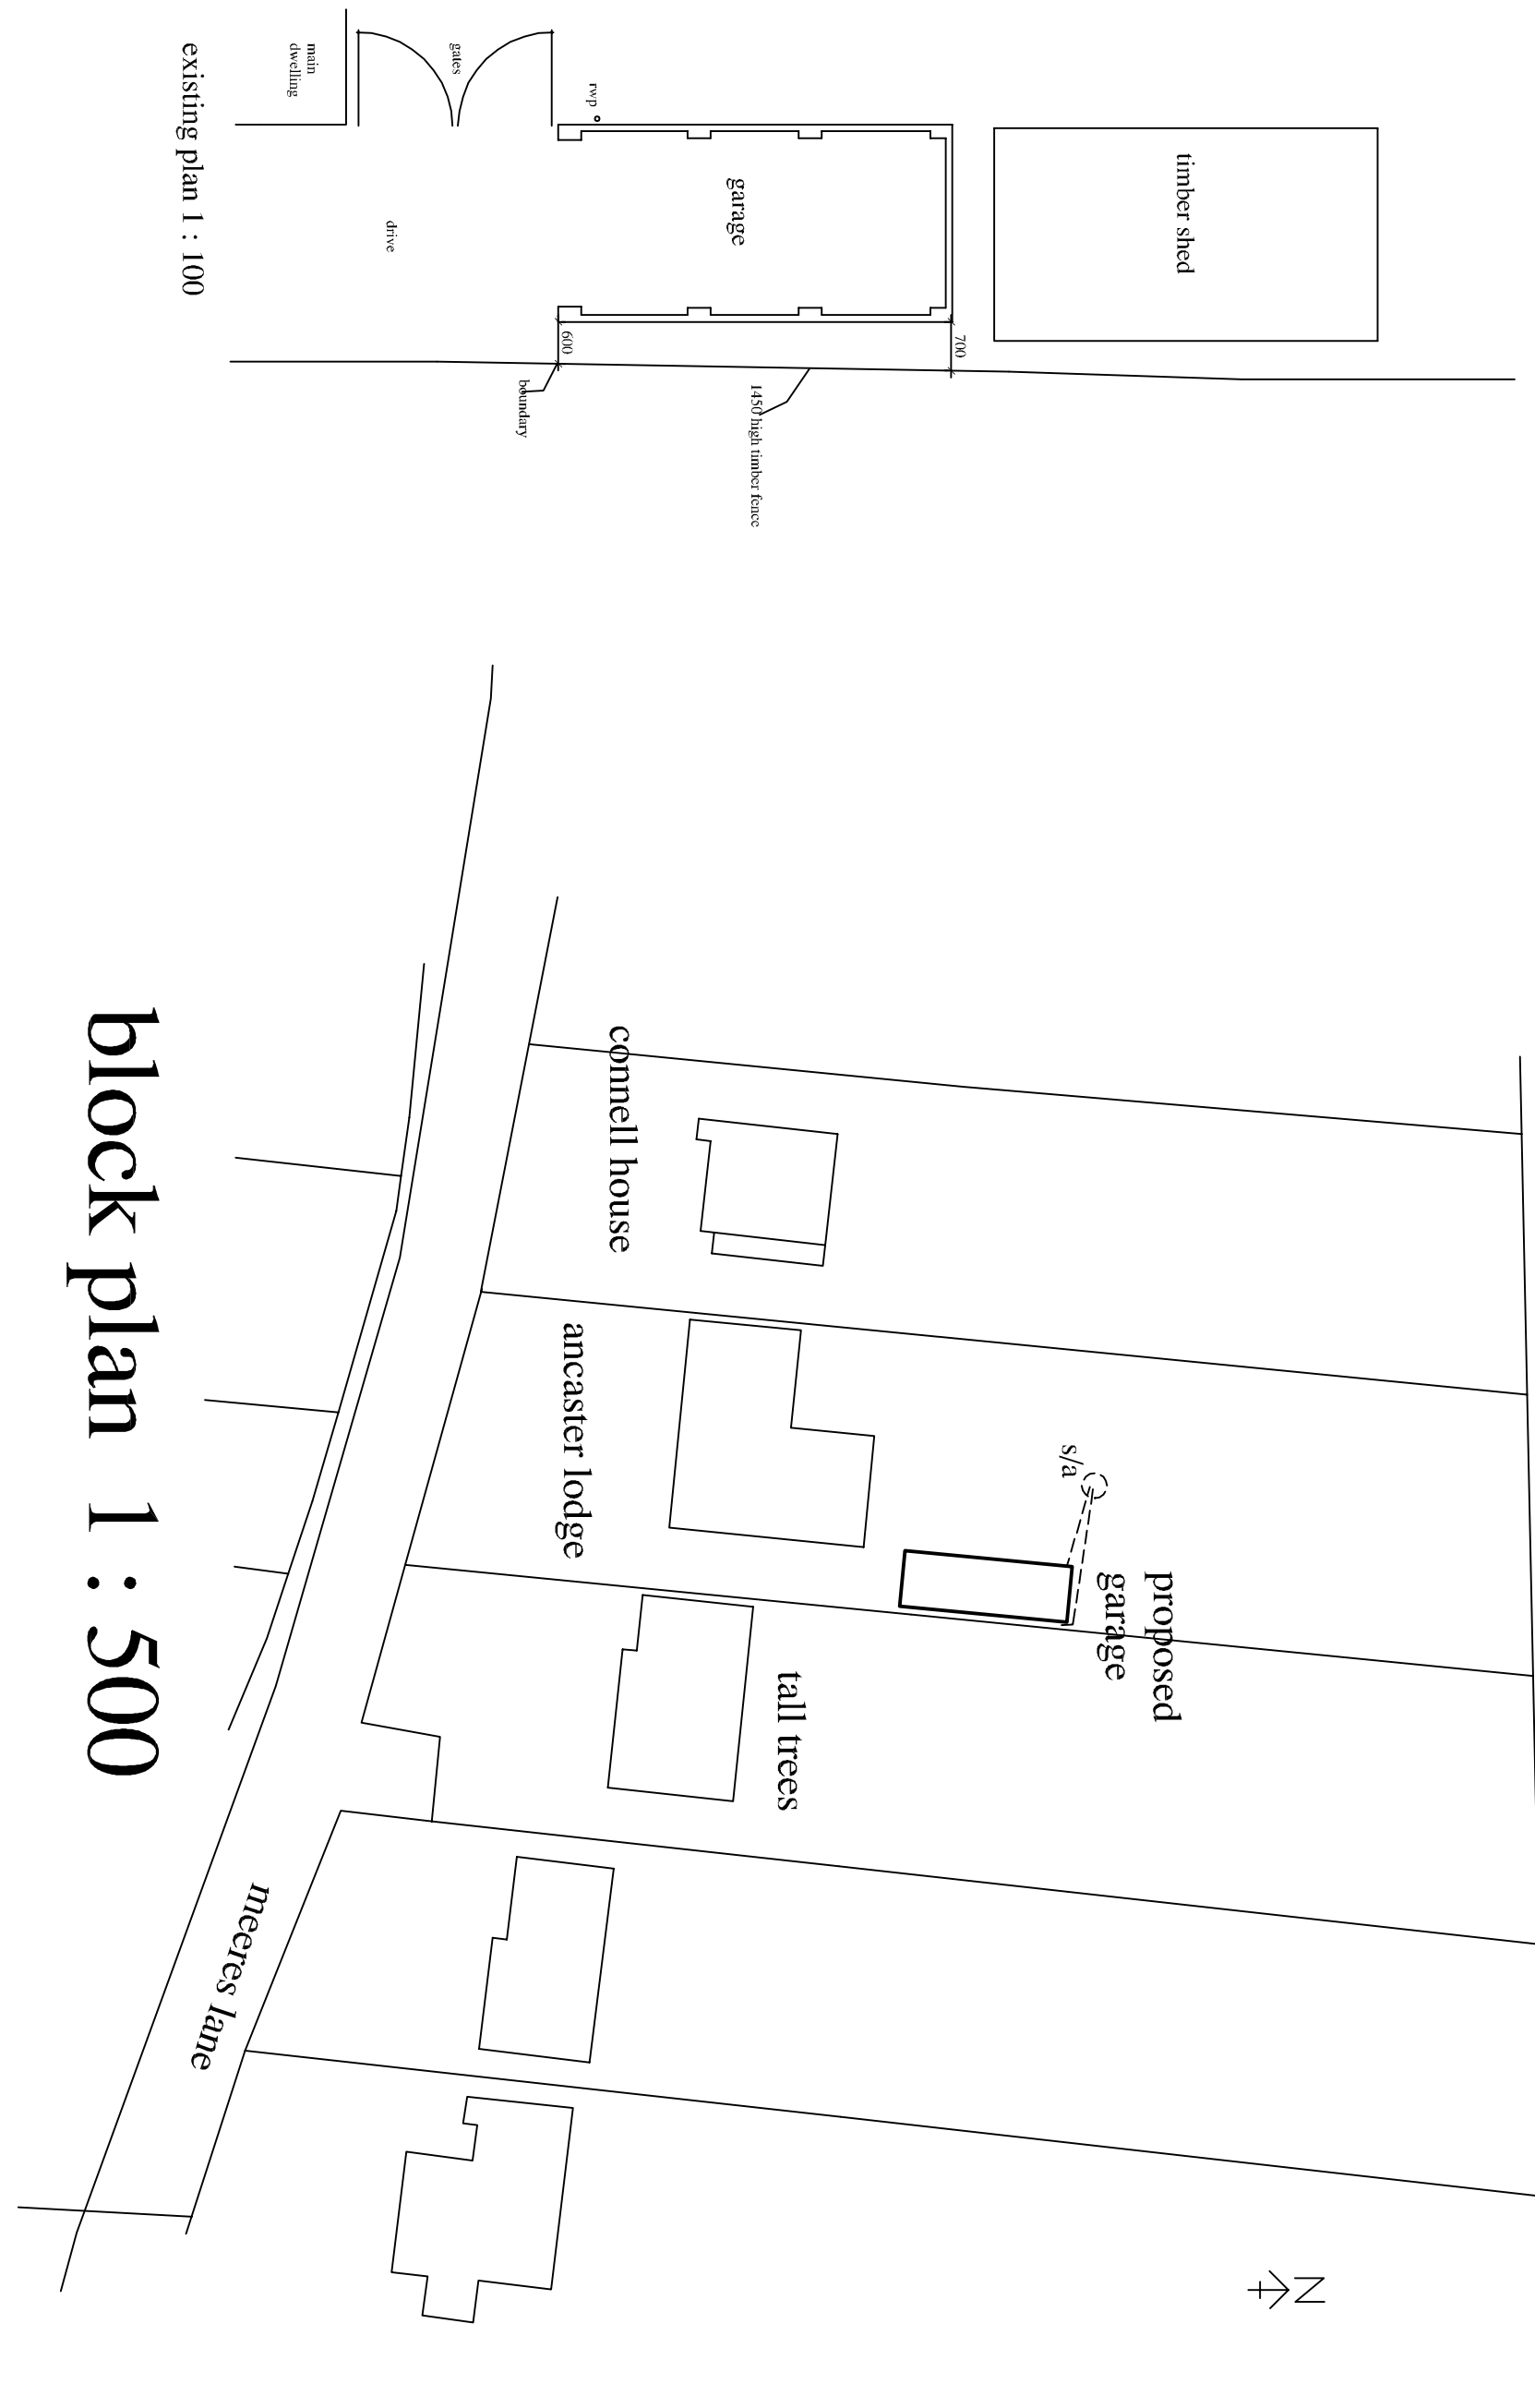 main
dwelling
gates
rwp
drive
garage
timber shed
600
700
boundary
1450 high timber fence
existing plan 1 : 100
connell house
ancaster lodge
s/a
proposed
garage
tall trees
meeres lane
N
block plan 1 : 500